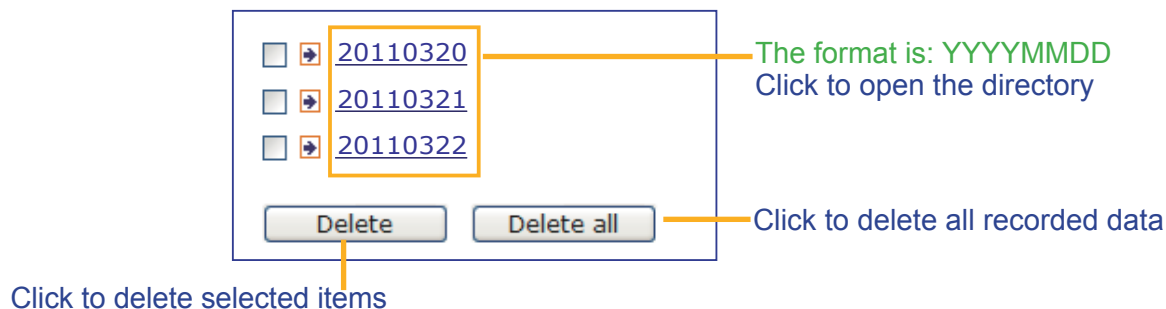 20110320
The format is: YYYYMMDD
Click to open the directory
20110321
20110322
Delete
Delete all
Click to delete all recorded data
Click to delete selected items